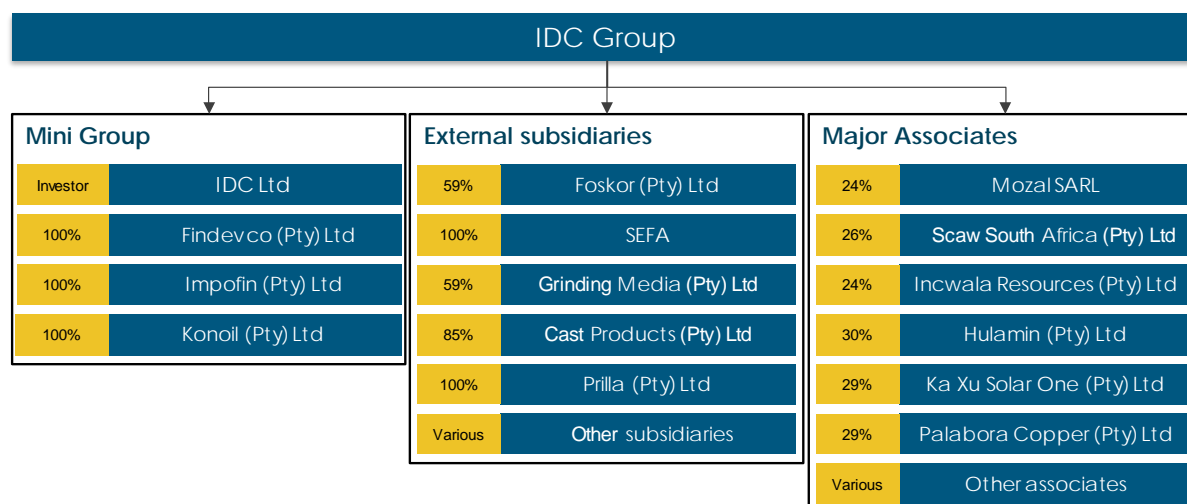 IDC Group
Mini Group
Investor IDC Ltd
100% Findevco (Pty) Ltd
100% Impofin (Pty) Ltd
100% Konoil (Pty) Ltd
External subsidiaries
59% Foskor (Pty) Ltd
100% SEFA
59% Grinding Media (Pty) Ltd
85% Cast Products (Pty) Ltd
100% Prilla (Pty) Ltd
Various Other subsidiaries
Major Associates
24% Mozal SARL
26% Scaw South Africa (Pty) Ltd
24% Incwala Resources (Pty) Ltd
30% Hulamin (Pty) Ltd
29% Ka Xu Solar One (Pty) Ltd
29% Palabora Copper (Pty) Ltd
Various Other associates